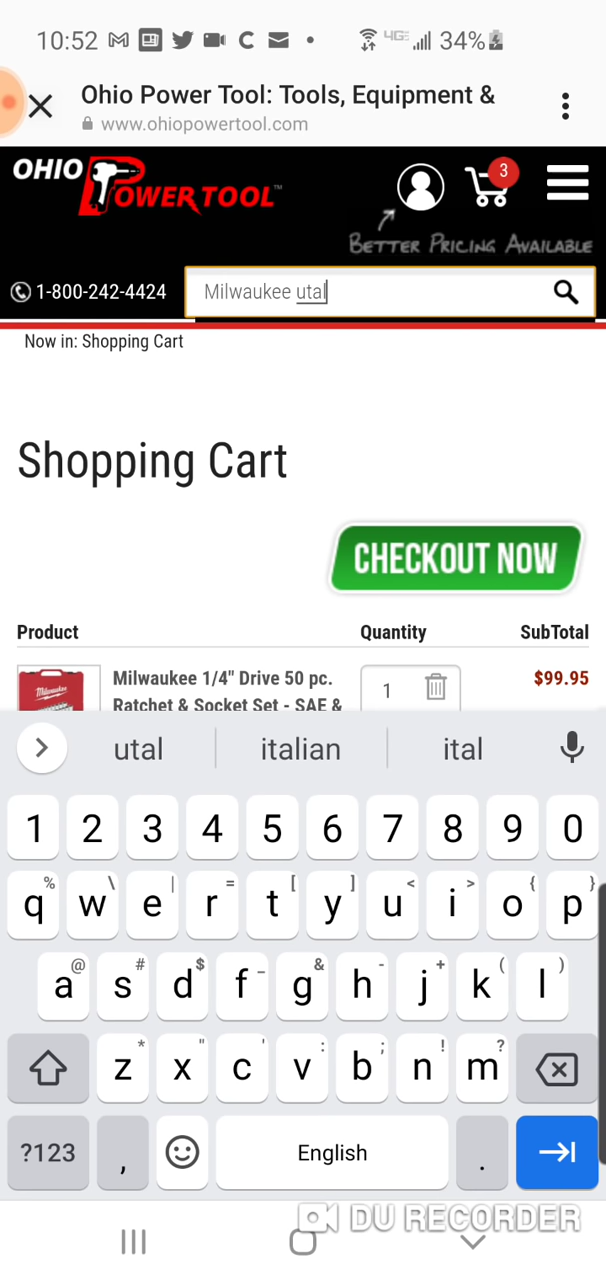 10:52 34%
Ohio Power Tool: Tools, Equipment &
www.ohiopowertool.com
OHIO POWER TOOL™ 3
BETTER PRICING AVAILABLE
1-800-242-4424 Milwaukee utal
Now in: Shopping Cart
Shopping Cart
CHECKOUT NOW
Product Quantity SubTotal
Milwaukee 1/4" Drive 50 pc. 1 $99.95
Ratchet & Socket Set - SAE &
utal italian ital
1 2 3 4 5 6 7 8 9 0
% \ | = [ ] < > { }
q w e r t y u i o p
@ # $ _ & - + ( )
a s d f g h j k l
* " ' : ; ! ?
z x c v b n m
?123 , English .
DU RECORDER